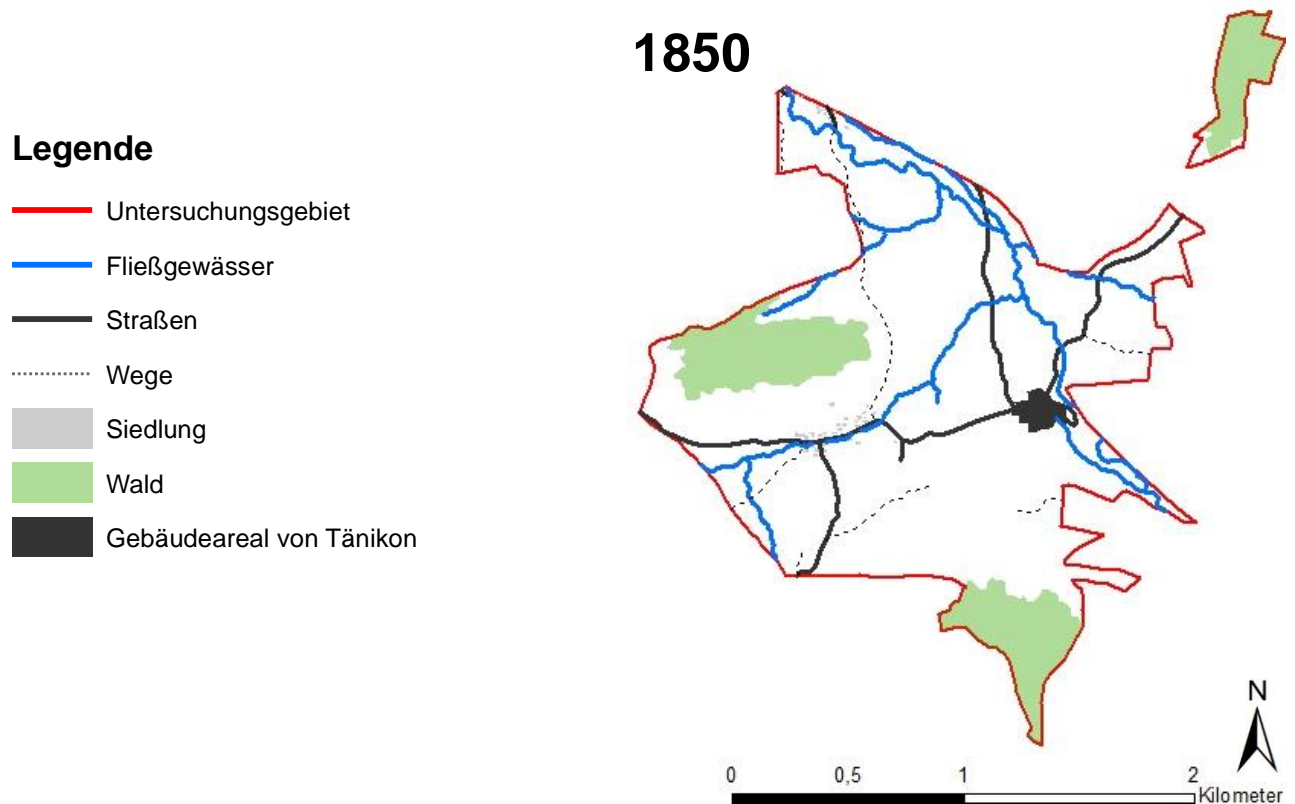 1850
Legende
Untersuchungsgebiet
Fließgewässer
Straßen
Wege
Siedlung
Wald
Gebäudeareal von Tänikon
N
0 0,5 1 2
Kilometer